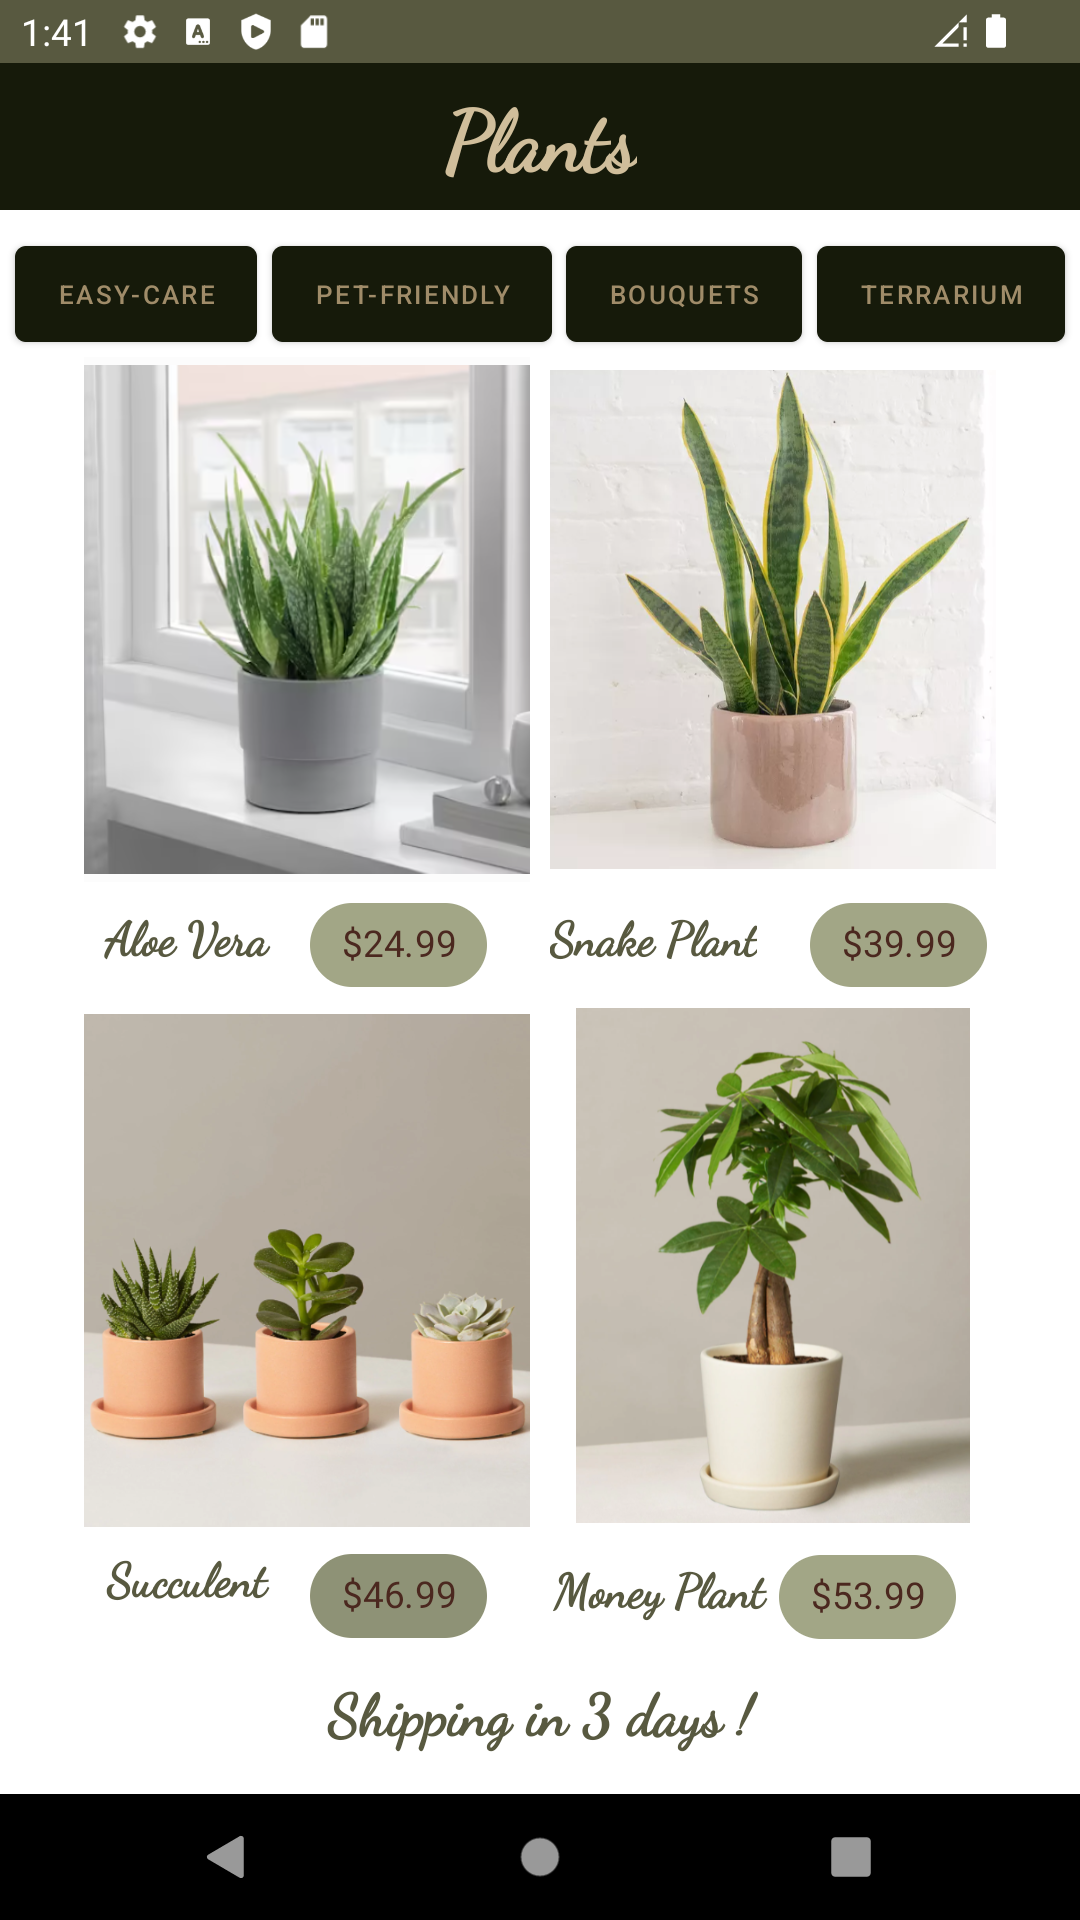 1:41
Plants
EASY-CARE PET-FRIENDLY BOUQUETS TERRARIUM
Aloe Vera $24.99 Snake Plant $39.99
Succulent $46.99 Money Plant $53.99
Shipping in 3 days !